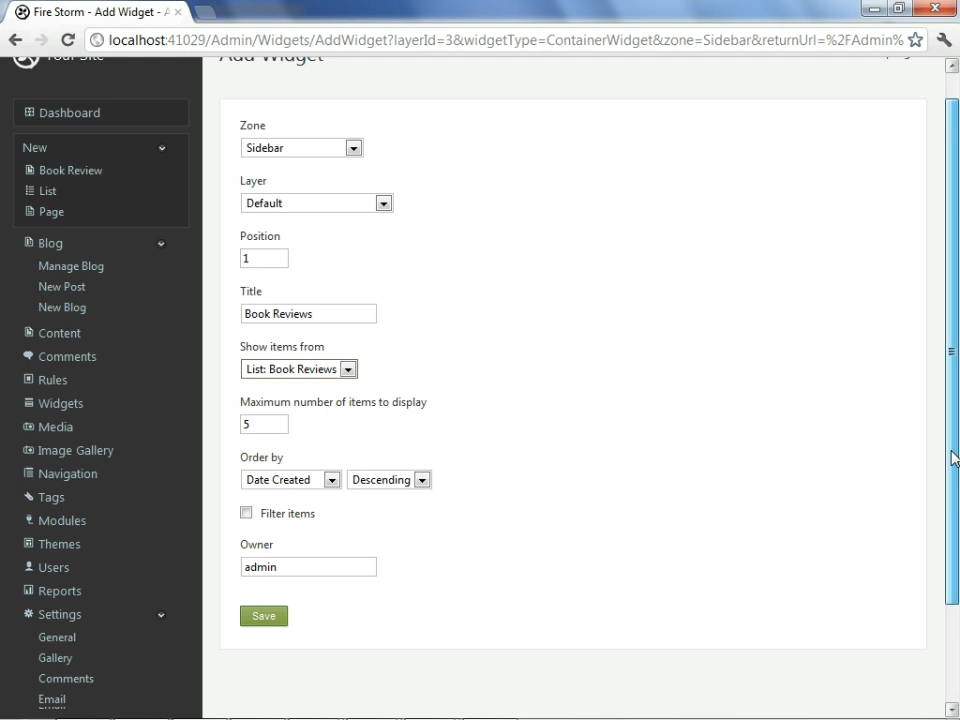 Fire Storm - Add Widget - A
localhost:41029/Admin/Widgets/AddWidget?layerId=3&widgetType=ContainerWidget&zone=Sidebar&returnUrl=%2FAdmin%
Your Site
Add Widget
Dashboard
New
Book Review
List
Page
Blog
Manage Blog
New Post
New Blog
Content
Comments
Rules
Widgets
Media
Image Gallery
Navigation
Tags
Modules
Themes
Users
Reports
Settings
General
Gallery
Comments
Email
Zone
Sidebar
Layer
Default
Position
1
Title
Book Reviews
Show items from
List: Book Reviews
Maximum number of items to display
5
Order by
Date Created Descending
Filter items
Owner
admin
Save